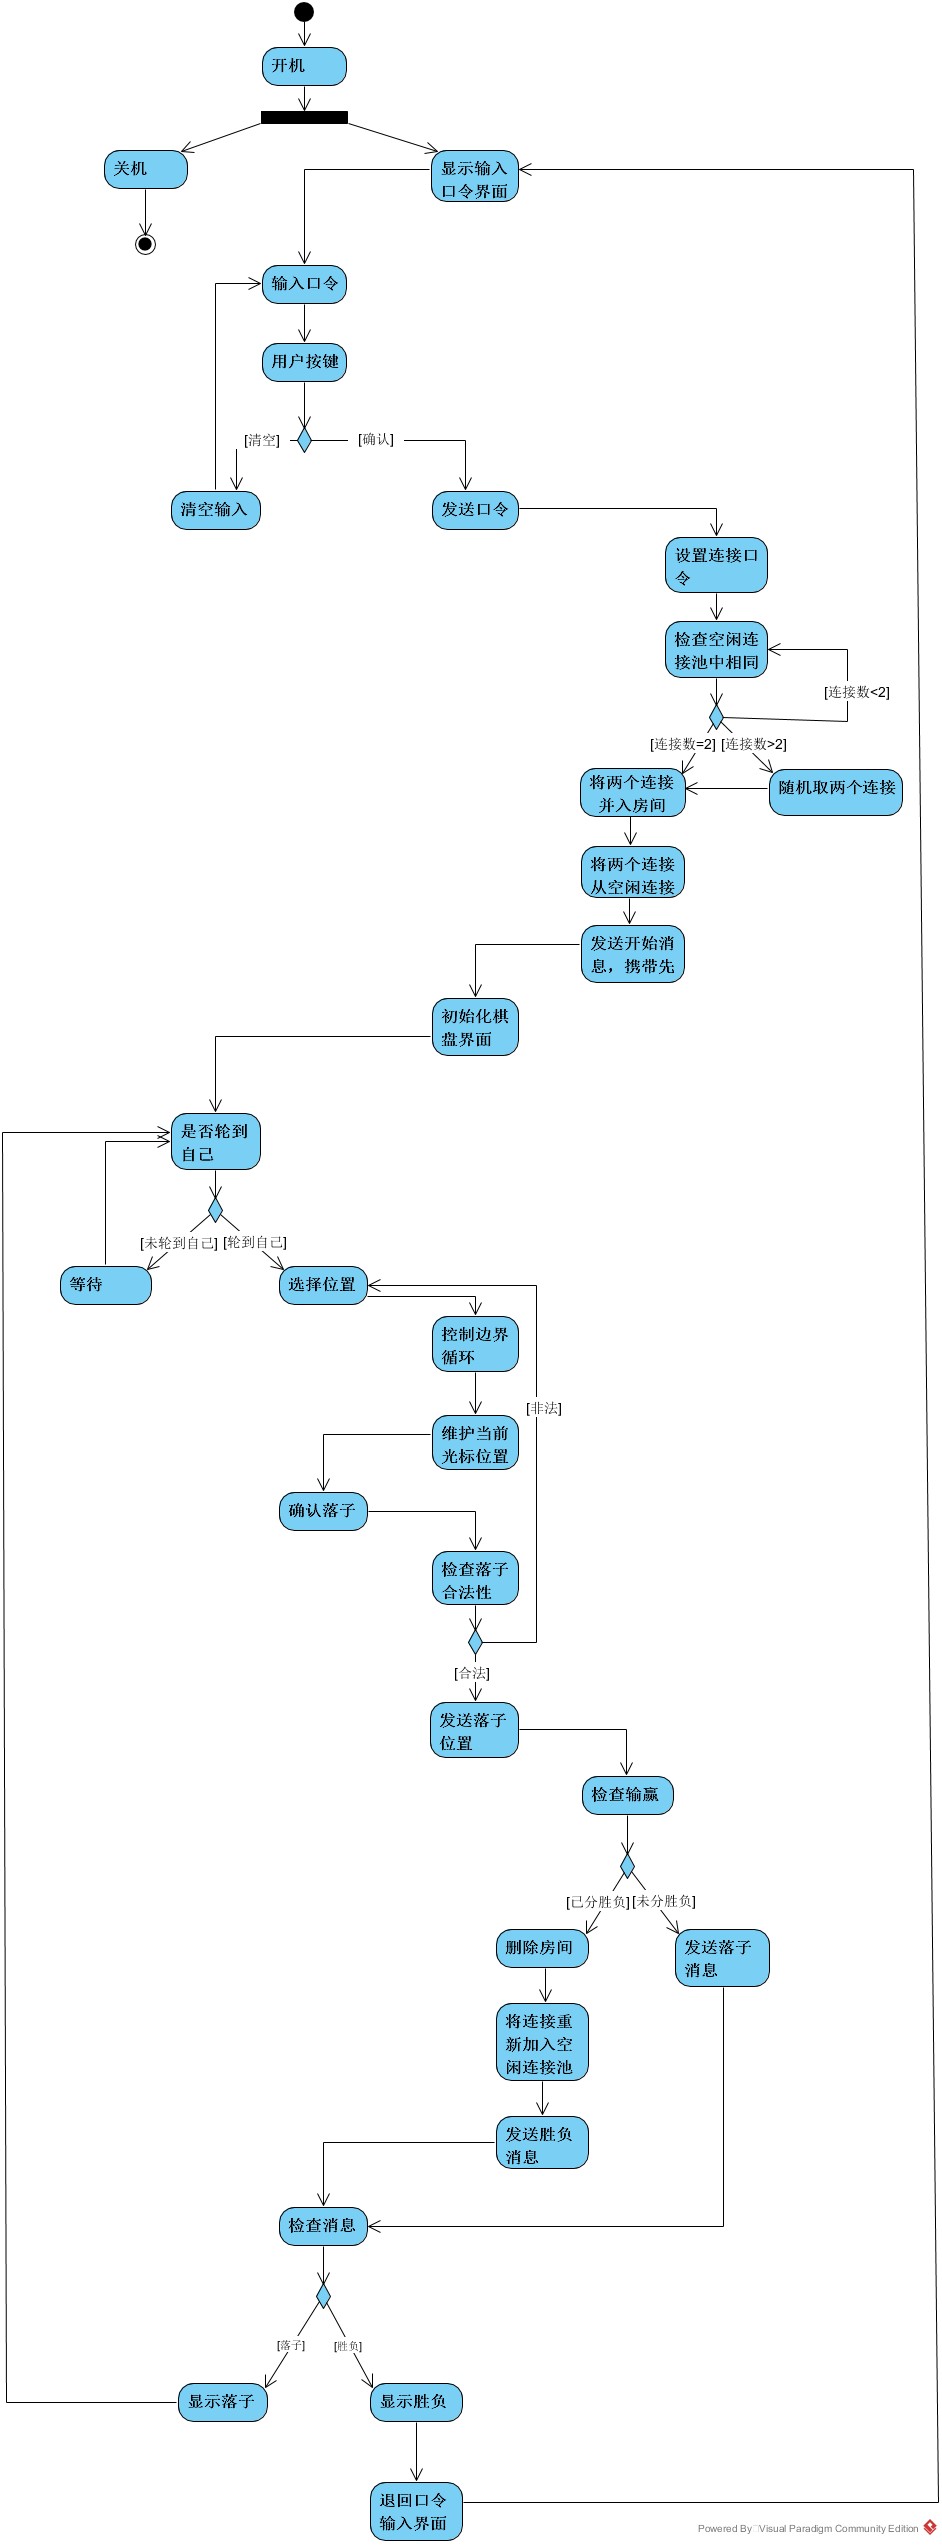 开机
关机
显示输入
口令界面
输入口令
用户按键
[清空]
[确认]
清空输入
发送口令
设置连接口
令
检查空闲连
接池中相同
[连接数<2]
[连接数=2]
[连接数>2]
将两个连接
并入房间
随机取两个连接
将两个连接
从空闲连接
发送开始消
息，携带先
初始化棋
盘界面
是否轮到
自己
[未轮到自己]
[轮到自己]
等待
选择位置
控制边界
循环
[非法]
维护当前
光标位置
确认落子
检查落子
合法性
[合法]
发送落子
位置
检查输赢
[已分胜负]
[未分胜负]
删除房间
发送落子
消息
将连接重
新加入空
闲连接池
发送胜负
消息
检查消息
[落子]
[胜负]
显示落子
显示胜负
退回口令
输入界面
Powered By Visual Paradigm Community Edition